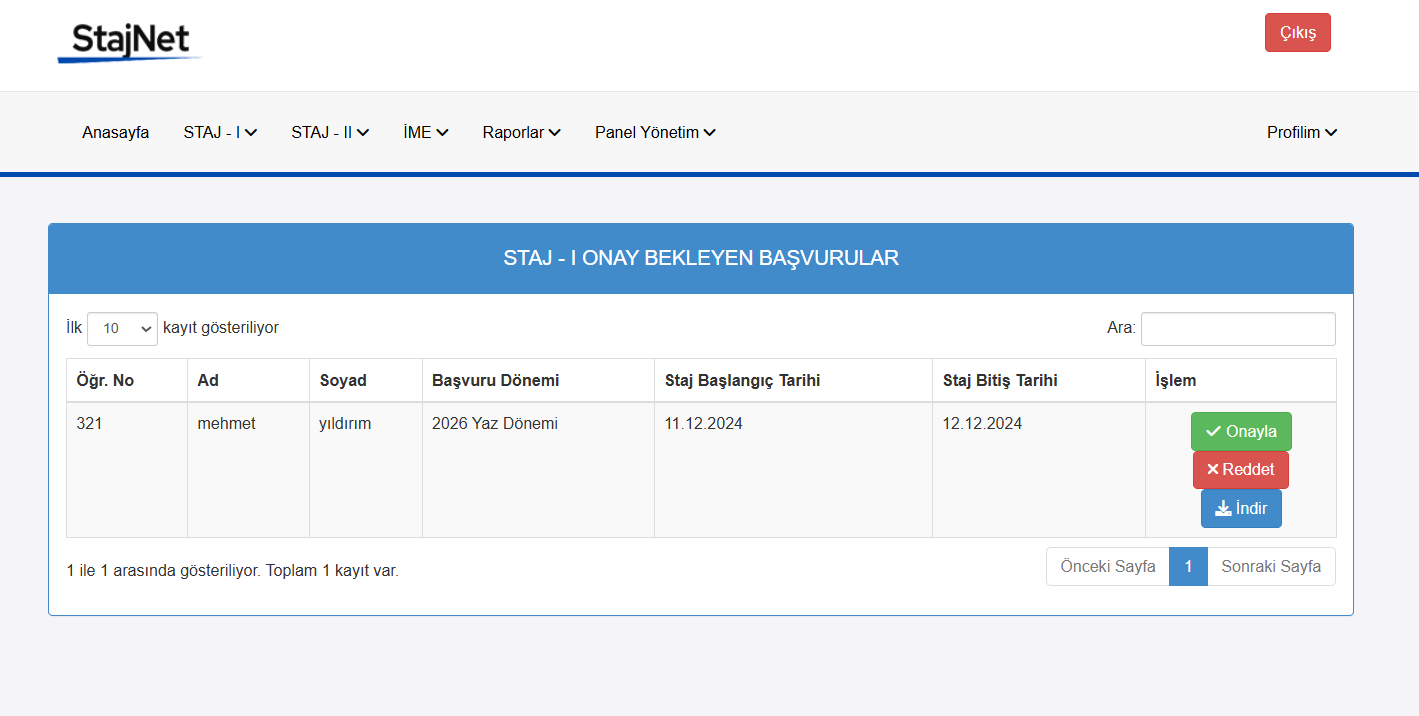 StajNet
Çıkış
Anasayfa STAJ - I STAJ - II İME Raporlar Panel Yönetim Profilim
STAJ - I ONAY BEKLEYEN BAŞVURULAR
İlk 10 kayıt gösteriliyor Ara:
Öğr. No Ad Soyad Başvuru Dönemi Staj Başlangıç Tarihi Staj Bitiş Tarihi İşlem
321 mehmet yıldırım 2026 Yaz Dönemi 11.12.2024 12.12.2024 Onayla
Reddet
İndir
1 ile 1 arasında gösteriliyor. Toplam 1 kayıt var. Önceki Sayfa 1 Sonraki Sayfa